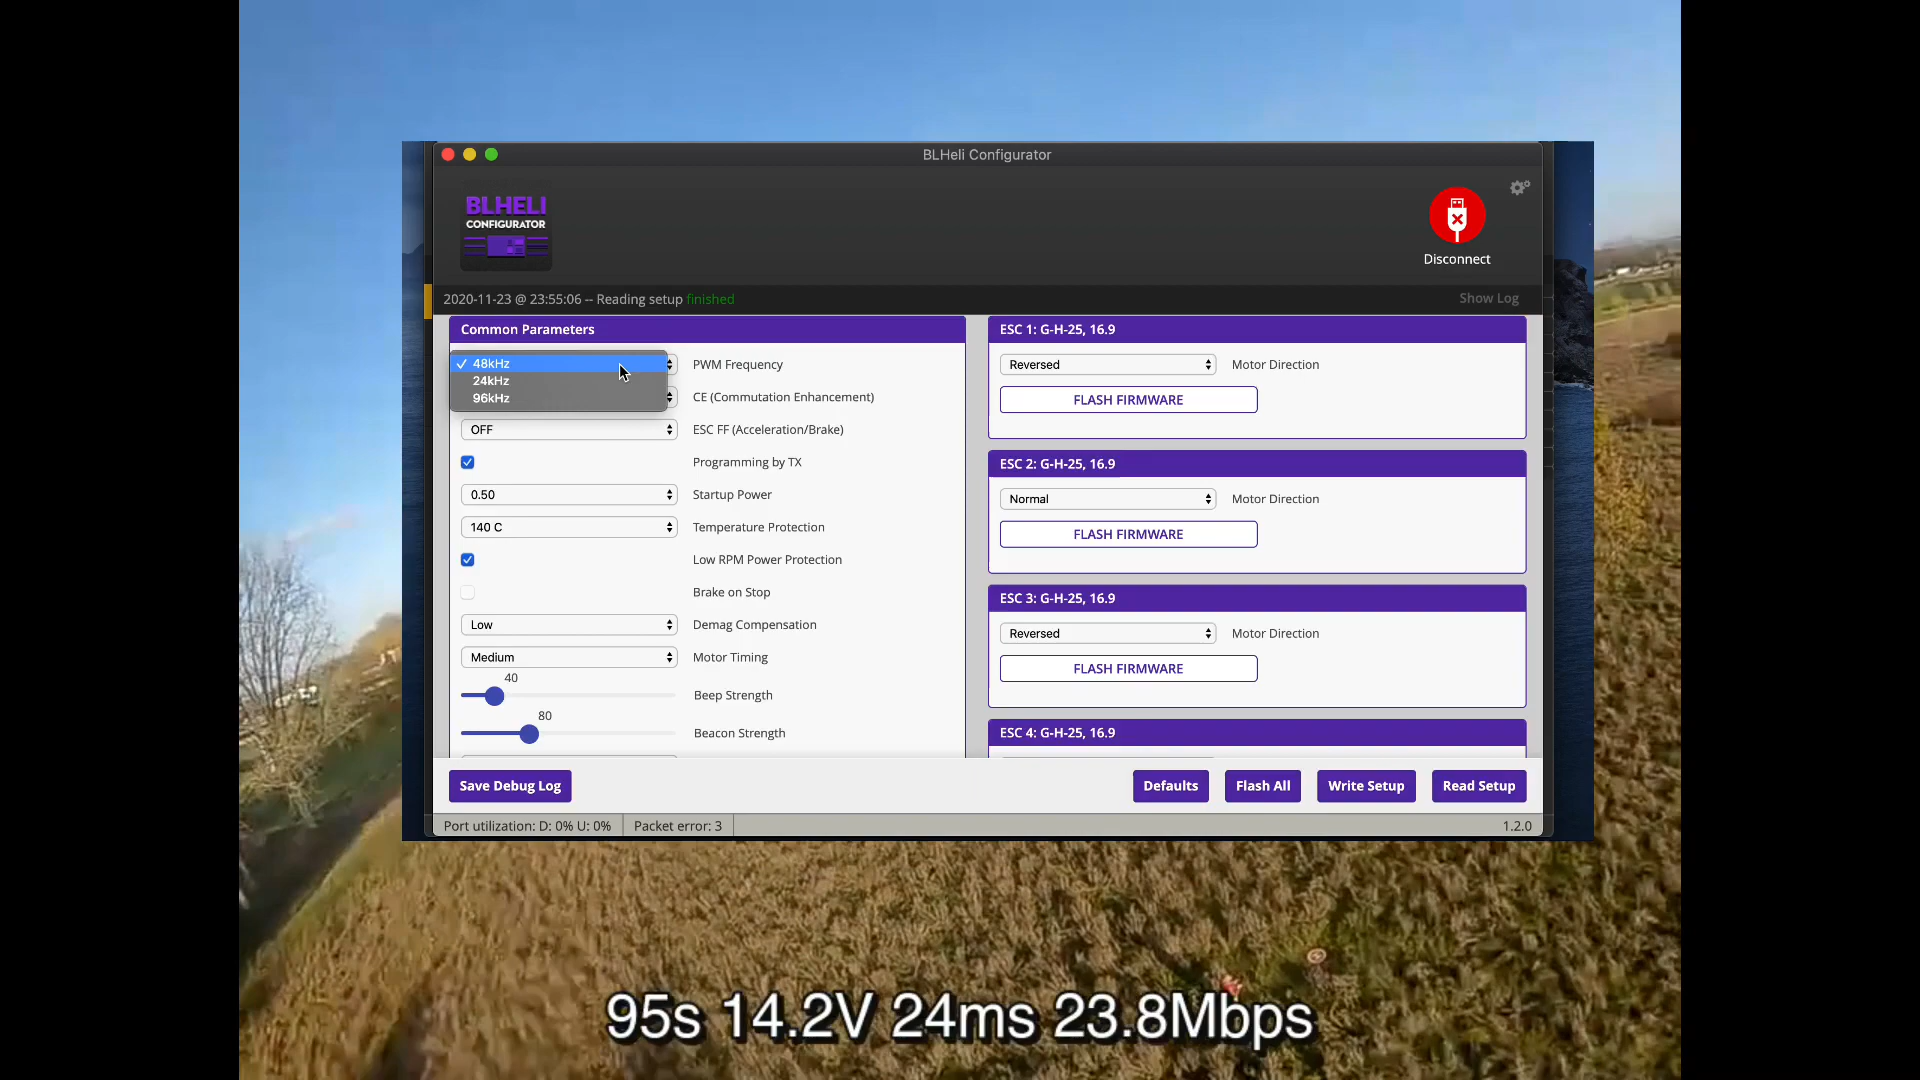 BLHeli Configurator
BLHELI
CONFIGURATOR
Disconnect
2020-11-23 @ 23:55:06 -- Reading setup finished
Show Log
Common Parameters
✓ 48kHz
24kHz
96kHz
PWM Frequency
CE (Commutation Enhancement)
OFF
ESC FF (Acceleration/Brake)
Programming by TX
0.50
Startup Power
140 C
Temperature Protection
Low RPM Power Protection
Brake on Stop
Low
Demag Compensation
Medium
Motor Timing
40
Beep Strength
80
Beacon Strength
ESC 1: G-H-25, 16.9
Reversed
Motor Direction
FLASH FIRMWARE
ESC 2: G-H-25, 16.9
Normal
Motor Direction
FLASH FIRMWARE
ESC 3: G-H-25, 16.9
Reversed
Motor Direction
FLASH FIRMWARE
ESC 4: G-H-25, 16.9
Save Debug Log
Defaults
Flash All
Write Setup
Read Setup
Port utilization: D: 0% U: 0%
Packet error: 3
1.2.0
95s 14.2V 24ms 23.8Mbps